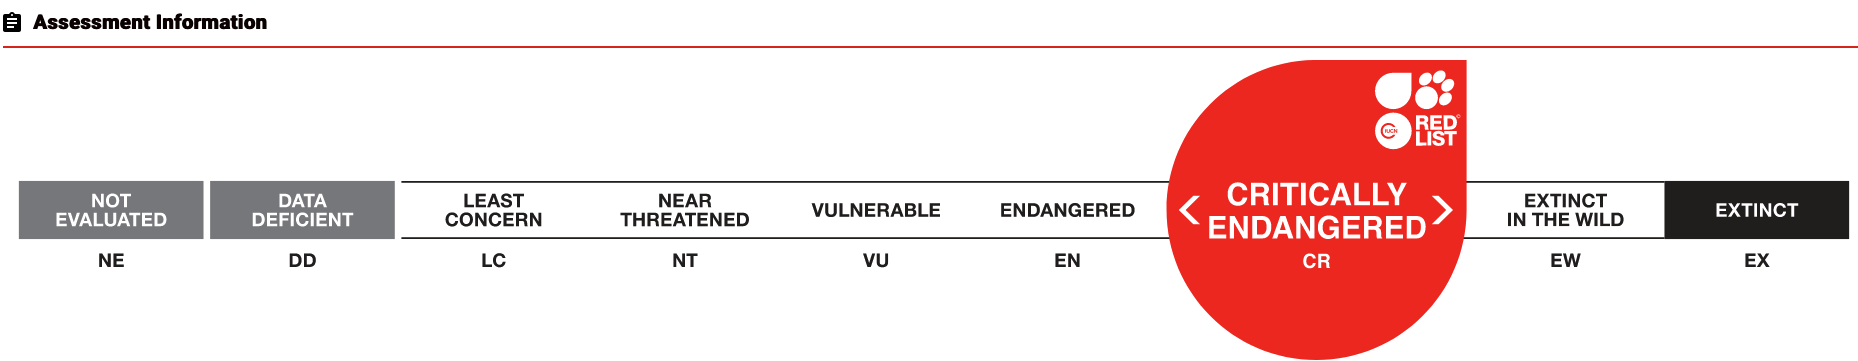 Assessment Information
RED
LIST
IUCN
NOT
EVALUATED
DATA
DEFICIENT
LEAST
CONCERN
NEAR
THREATENED
VULNERABLE
ENDANGERED
CRITICALLY
ENDANGERED
EXTINCT
IN THE WILD
EXTINCT
NE
DD
LC
NT
VU
EN
CR
EW
EX